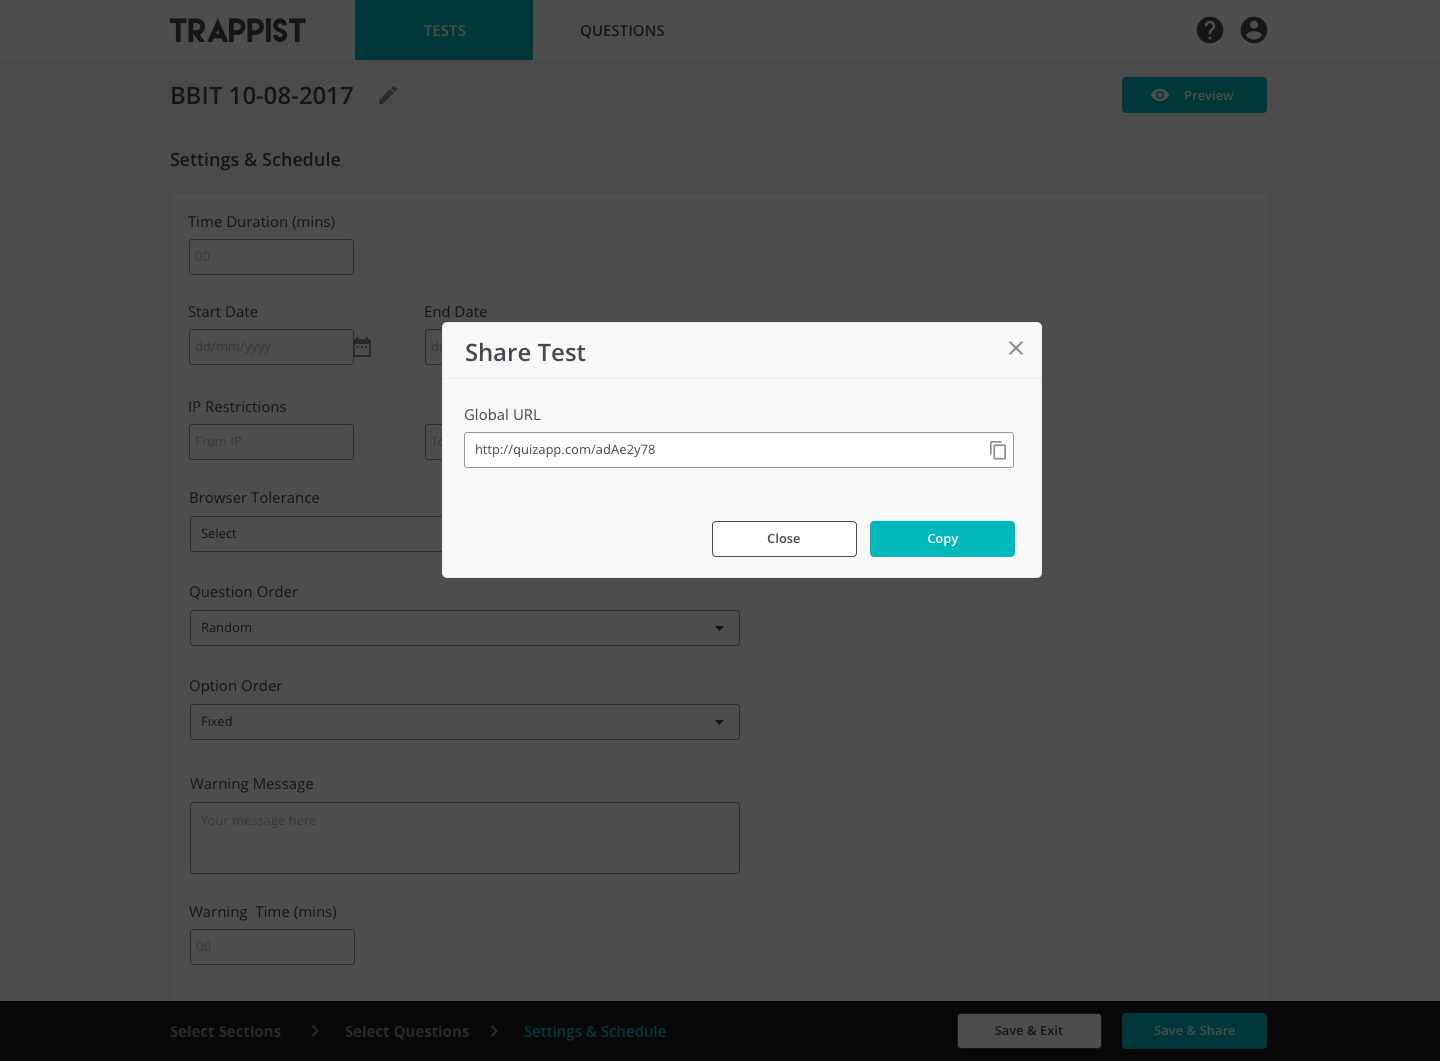 TRAPPIST
TESTS
QUESTIONS
BBIT 10-08-2017
Preview
Settings & Schedule
Time Duration (mins)
00
Start Date
End Date
dd/mm/yyyy
Share Test
IP Restrictions
From IP
Global URL
http://quizapp.com/adAe2y78
Browser Tolerance
Select
Close
Copy
Question Order
Random
Option Order
Fixed
Warning Message
Your message here
Warning  Time (mins)
00
Select Sections
Select Questions
Settings & Schedule
Save & Exit
Save & Share